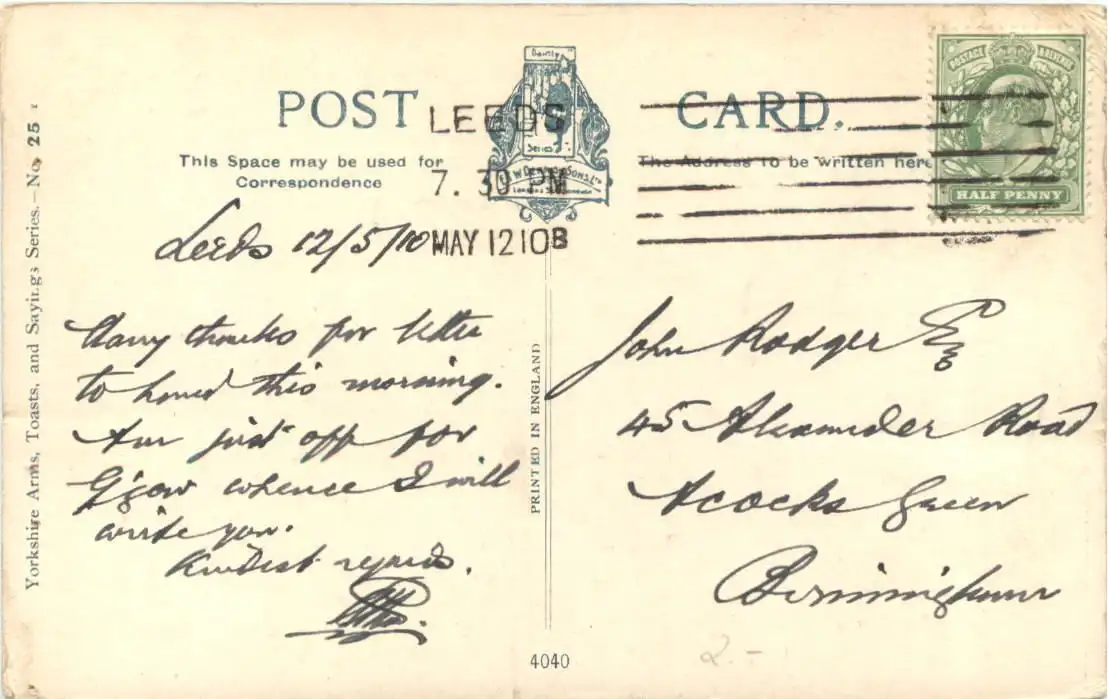 POST CARD.
LEEDS
7. 30 PM
MAY 12 10 B
This Space may be used for
Correspondence
The Address to be written here
Dainty
Series
C. W. Faulkner
POSTAGE & REVENUE
HALF PENNY
Leeds 12/5/10
Many thanks for letter
to hand this morning.
Am just off for
G'gow whence I will
write you.
Kindest regards.
John Rodger Esq
45 Alexander Road
Acocks Green
Birmingham
Yorkshire Arms, Toasts, and Sayings Series.—No. 25
PRINTED IN ENGLAND
4040
2.-